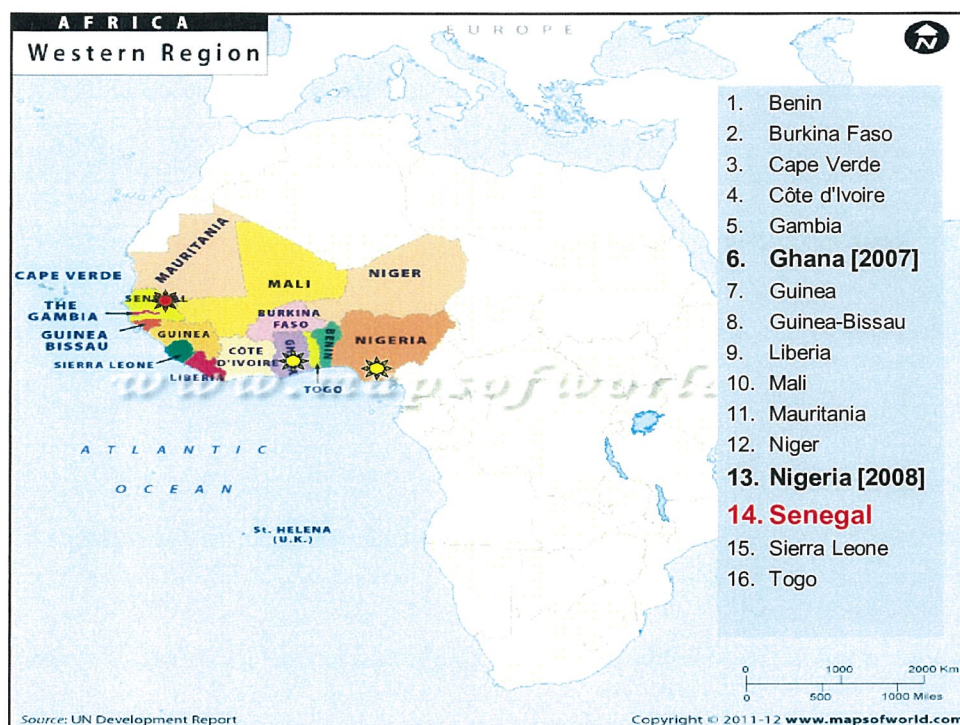 AFRICA
Western Region
EUROPE
N
1. Benin
2. Burkina Faso
3. Cape Verde
4. Côte d'Ivoire
5. Gambia
6. Ghana [2007]
7. Guinea
8. Guinea-Bissau
9. Liberia
10. Mali
11. Mauritania
12. Niger
13. Nigeria [2008]
14. Senegal
15. Sierra Leone
16. Togo
MAURITANIA
CAPE VERDE
MALI
NIGER
THE
GAMBIA
GUINEA
BISSAU
GUINEA
BURKINA
FASO
BENIN
NIGERIA
SIERRA LEONE
CÔTE
D'IVOIRE
LIBERIA
TOGO
www.mapsofworld
ATLANTIC
OCEAN
St. HELENA
(U.K.)
0 1000 2000 Km
0 500 1000 Miles
Source: UN Development Report
Copyright © 2011-12 www.mapsofworld.com